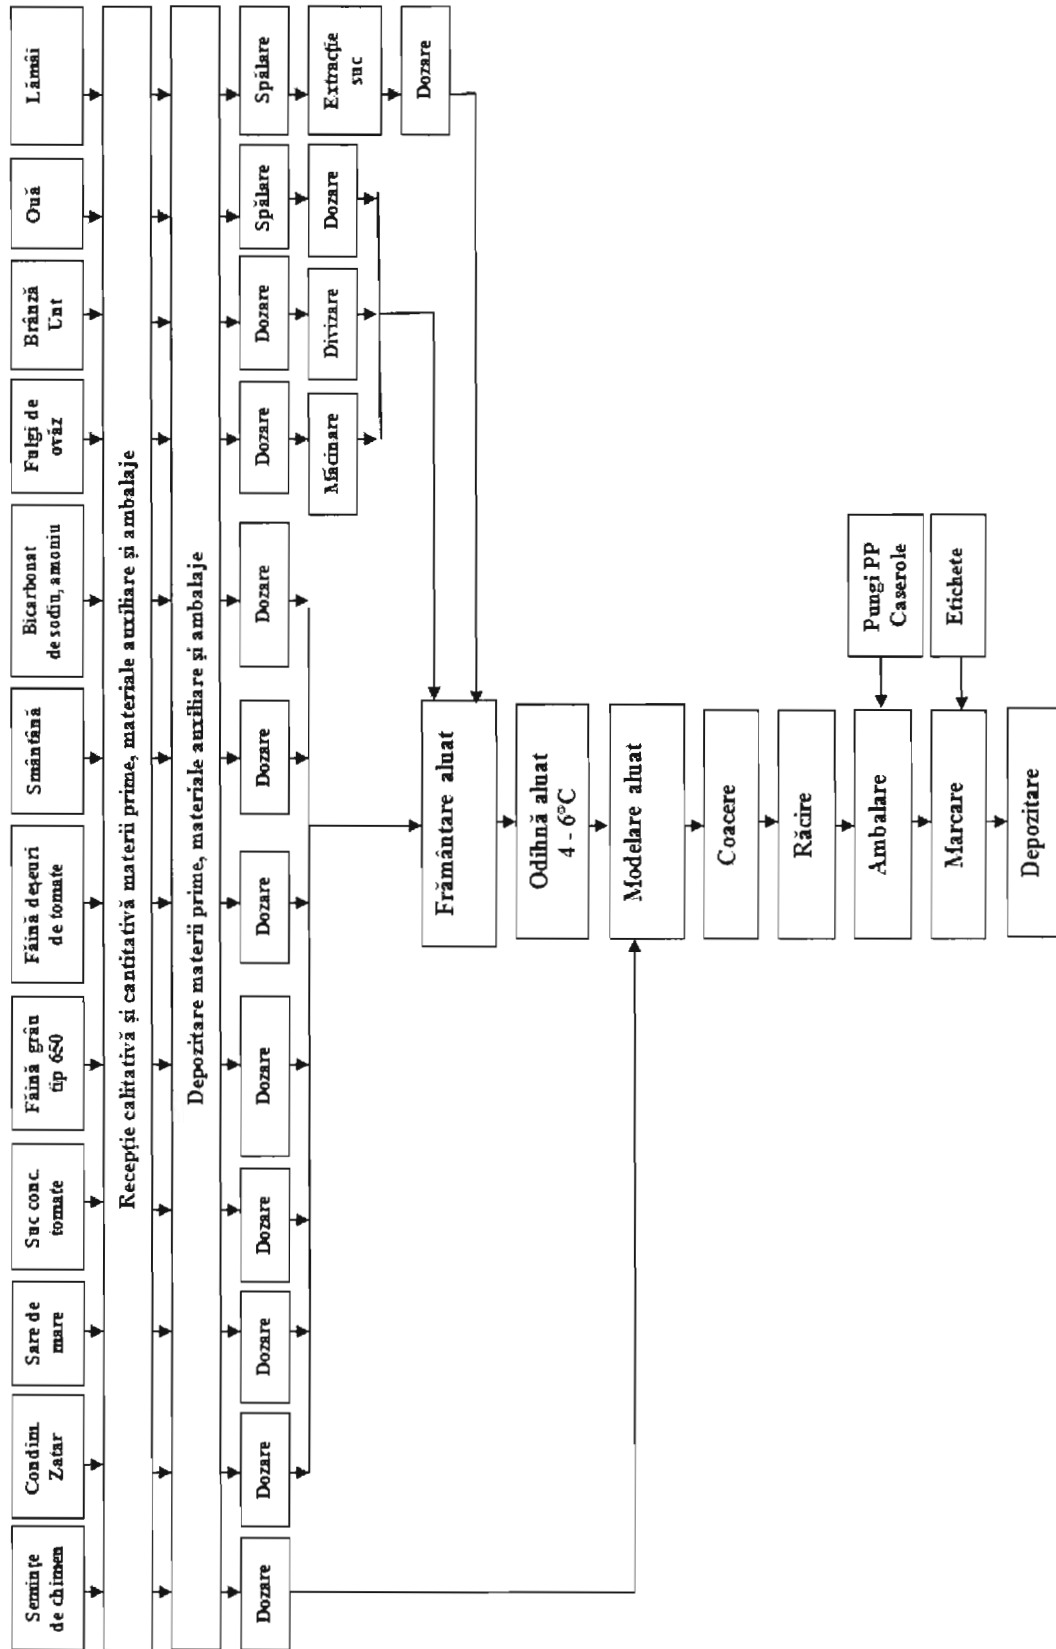 Semințe
de chimen
Condim.
Zatar
Sare de
mare
Suc conc.
tomate
Făină grâu
tip 650
Făină deșeuri
de tomate
Smântână
Bicarbonat
de sodiu, amoniu
Fulgi de
ovăz
Brânză
Unt
Ouă
Lămâi
Recepție calitativă și cantitativă materii prime, materiale auxiliare și ambalaje
Depozitare materii prime, materiale auxiliare și ambalaje
Dozare
Dozare
Dozare
Dozare
Dozare
Dozare
Dozare
Dozare
Dozare
Dozare
Spălare
Spălare
Măcinare
Divizare
Dozare
Extracție
suc
Dozare
Frământare aluat
Odihnă aluat
4 - 6°C
Modelare aluat
Coacere
Răcire
Ambalare
Pungi PP
Caserole
Marcare
Etichete
Depozitare